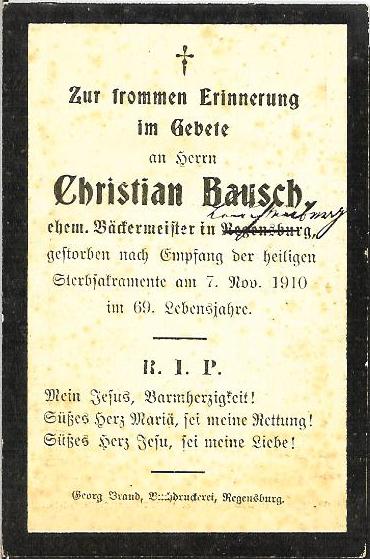 Zur frommen Erinnerung
im Gebete
an Herrn
Christian Bausch,
ehem. Bäckermeister in Regensburg,
gestorben nach Empfang der heiligen
Sterbsakramente am 7. Nov. 1910
im 69. Lebensjahre.
R. I. P.
Mein Jesus, Barmherzigkeit!
Süßes Herz Mariä, sei meine Rettung!
Süßes Herz Jesu, sei meine Liebe!
Georg Brand, Buchdruckerei, Regensburg.